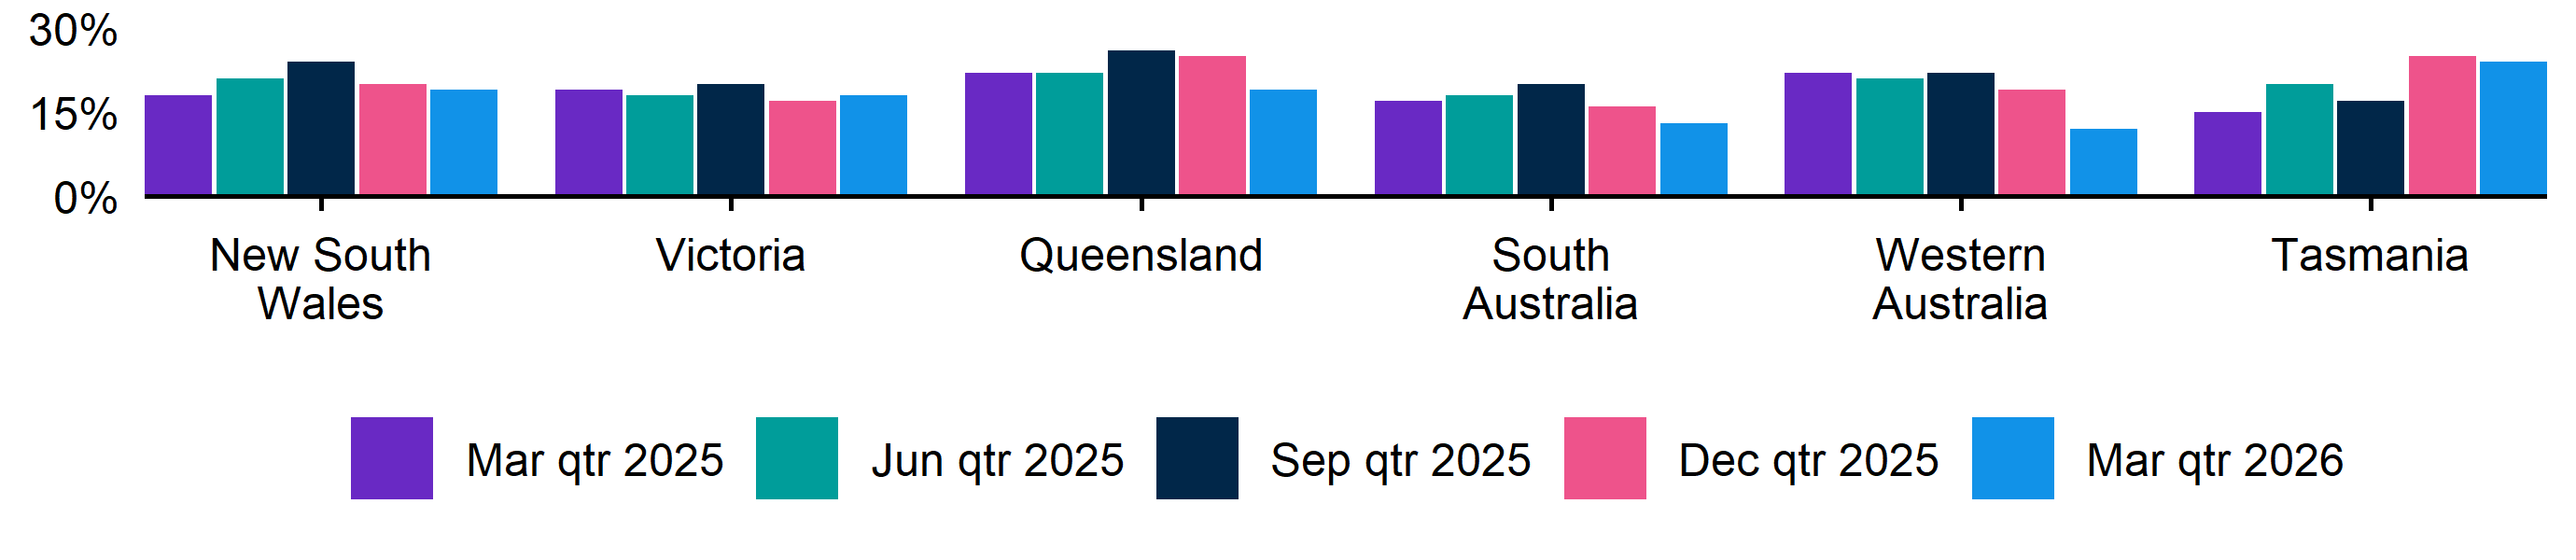 30%
15%
0%
New South
Wales
Victoria
Queensland
South
Australia
Western
Australia
Tasmania
Mar qtr 2025
Jun qtr 2025
Sep qtr 2025
Dec qtr 2025
Mar qtr 2026